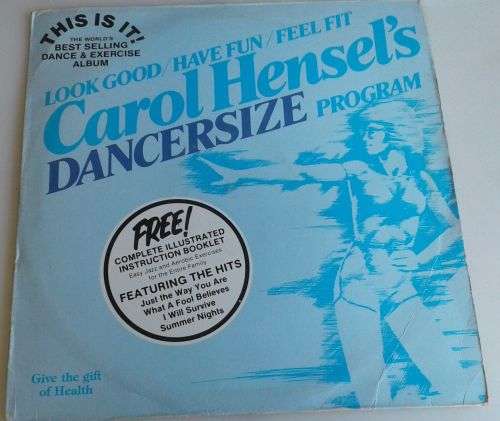 THIS IS IT!
THE WORLD'S
BEST SELLING
DANCE & EXERCISE
ALBUM
LOOK GOOD/HAVE FUN/FEEL FIT
Carol Hensel's
DANCERSIZE PROGRAM
FREE!
COMPLETE ILLUSTRATED
INSTRUCTION BOOKLET
Easy Jazz and Aerobic Exercises
for the Entire Family
FEATURING THE HITS
Just the Way You Are
What A Fool Believes
I Will Survive
Summer Nights
Give the gift
of Health